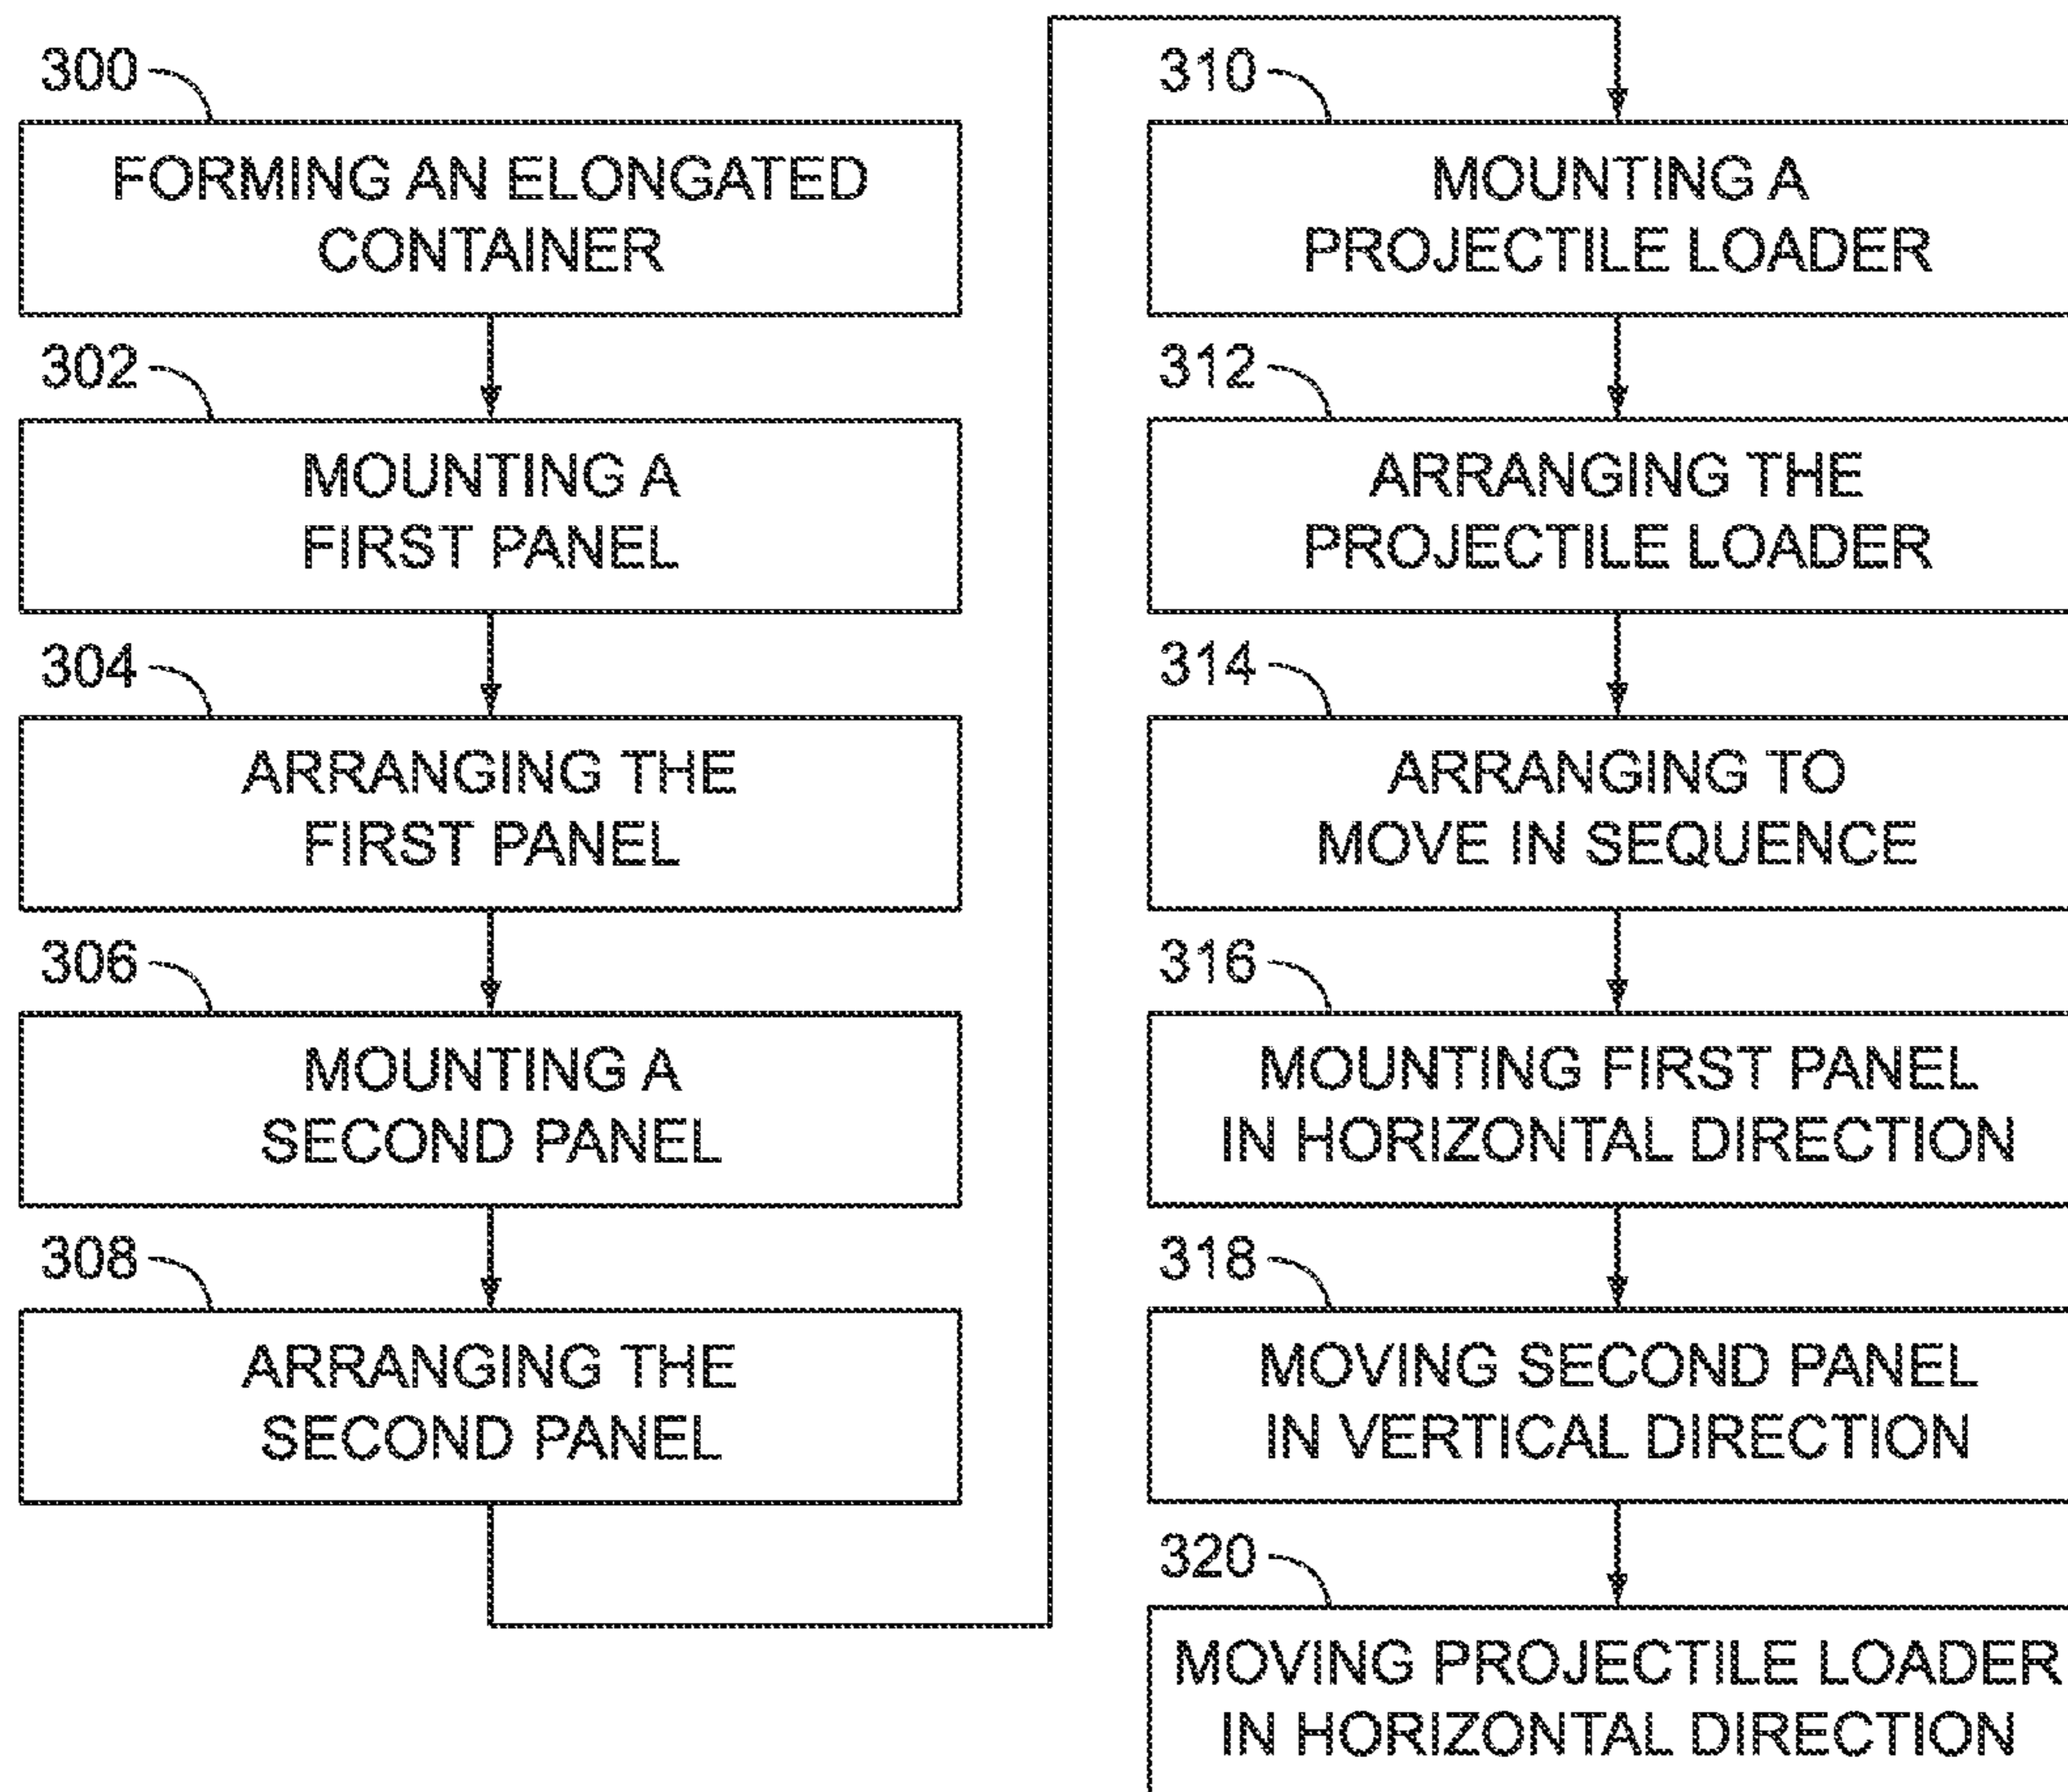 300
FORMING AN ELONGATED
CONTAINER
302
MOUNTING A
FIRST PANEL
304
ARRANGING THE
FIRST PANEL
306
MOUNTING A
SECOND PANEL
308
ARRANGING THE
SECOND PANEL
310
MOUNTING A
PROJECTILE LOADER
312
ARRANGING THE
PROJECTILE LOADER
314
ARRANGING TO
MOVE IN SEQUENCE
316
MOUNTING FIRST PANEL
IN HORIZONTAL DIRECTION
318
MOVING SECOND PANEL
IN VERTICAL DIRECTION
320
MOVING PROJECTILE LOADER
IN HORIZONTAL DIRECTION